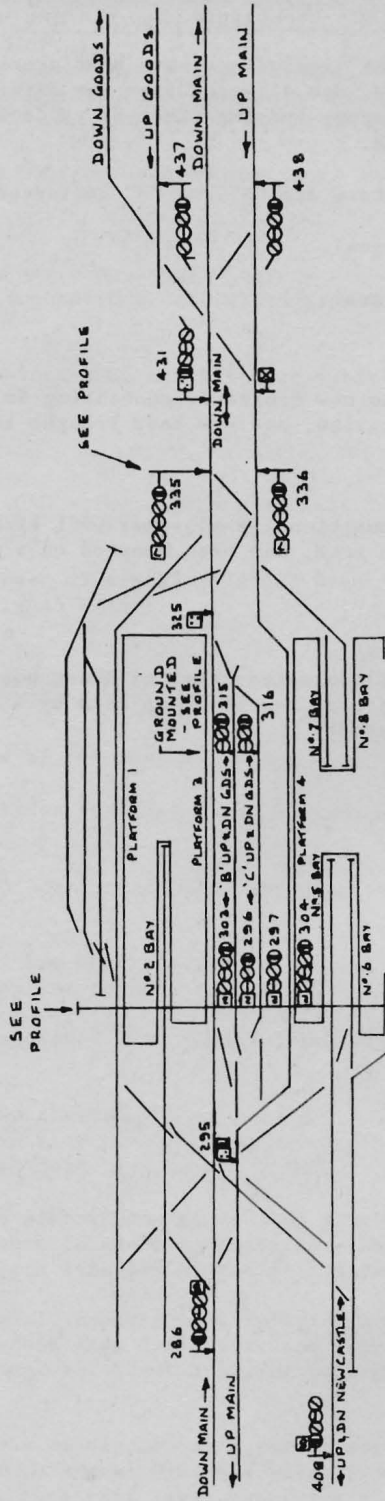 DOWN GOODS
UP GOODS
437
DOWN MAIN
UP MAIN
438
431
DOWN MAIN
SEE PROFILE
335
336
325
GROUND
MOUNTED
- SEE
PROFILE
315
316
PLATFORM 1
PLATFORM 3
Nº.2 BAY
303 'B' UP&DN GDS
296 'C' UP&DN GDS
297
304
PLATFORM 4
Nº.5 BAY
Nº.6 BAY
Nº.7 BAY
Nº.8 BAY
SEE
PROFILE
295
286
DOWN MAIN
UP MAIN
UP&DN NEWCASTLE
408